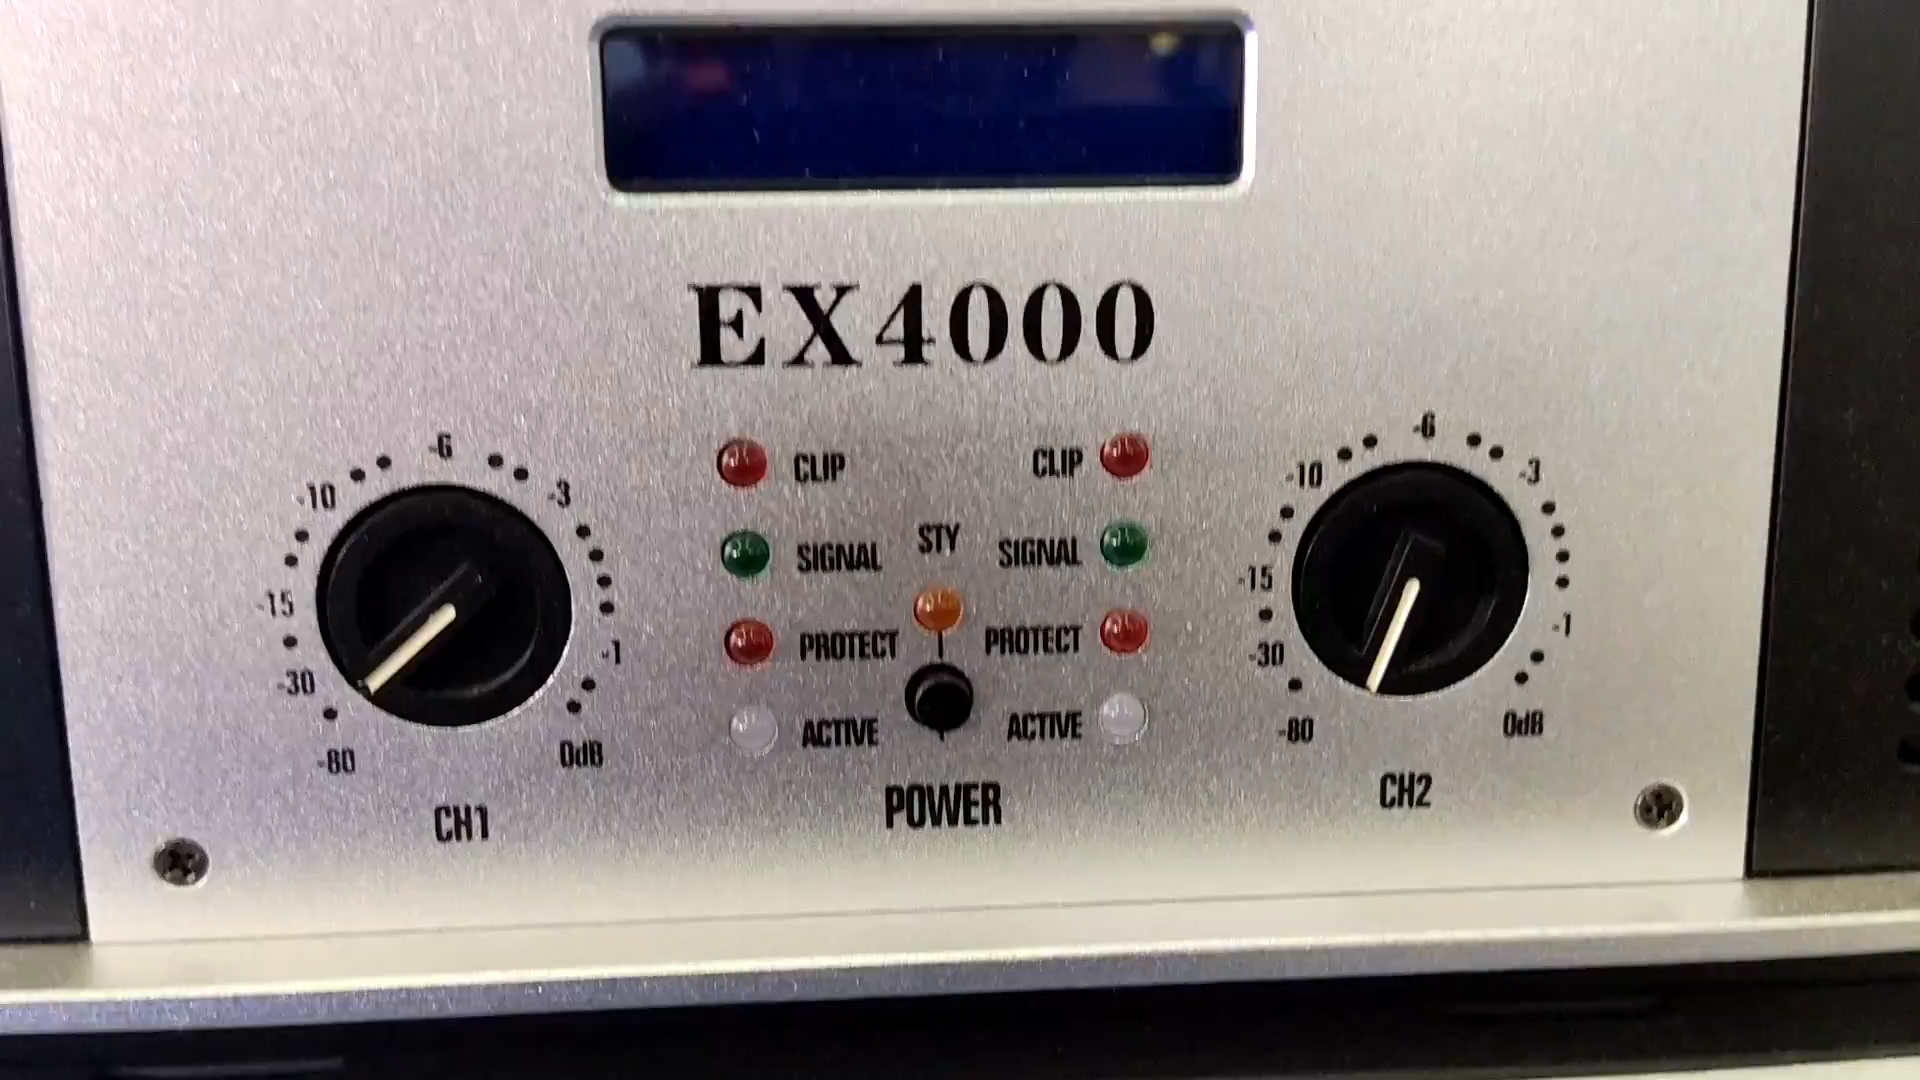 EX4000
-6
-10
-3
-15
-1
-30
-80
0dB
CH1
CLIP
SIGNAL
PROTECT
ACTIVE
STY
POWER
CLIP
SIGNAL
PROTECT
ACTIVE
-6
-10
-3
-15
-1
-30
-80
0dB
CH2